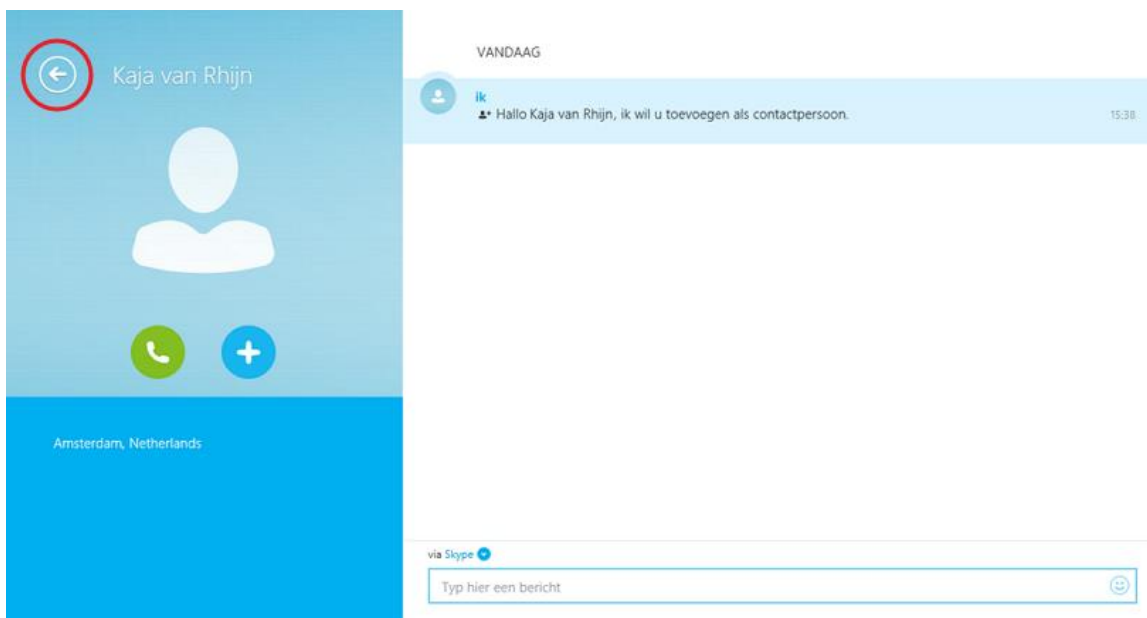 Kaja van Rhijn
Amsterdam, Netherlands
VANDAAG
ik
Hallo Kaja van Rhijn, ik wil u toevoegen als contactpersoon.
15:38
via Skype
Typ hier een bericht